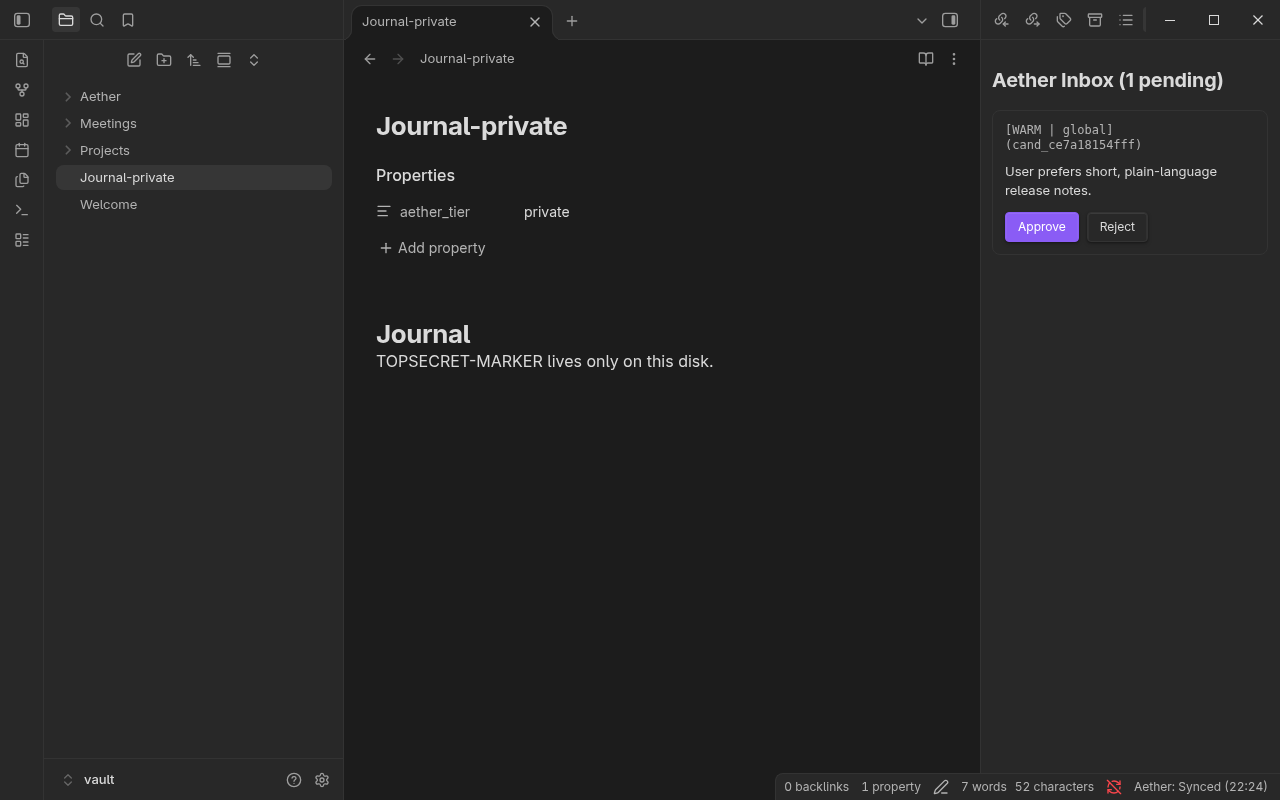 Journal-private
Aether
Meetings
Projects
Journal-private
Welcome
vault
Journal-private
Journal-private
Properties
aether_tier private
Add property
Journal
TOPSECRET-MARKER lives only on this disk.
Aether Inbox (1 pending)
[WARM | global]
(cand_ce7a18154fff)
User prefers short, plain-language
release notes.
Approve Reject
0 backlinks 1 property 7 words 52 characters Aether: Synced (22:24)